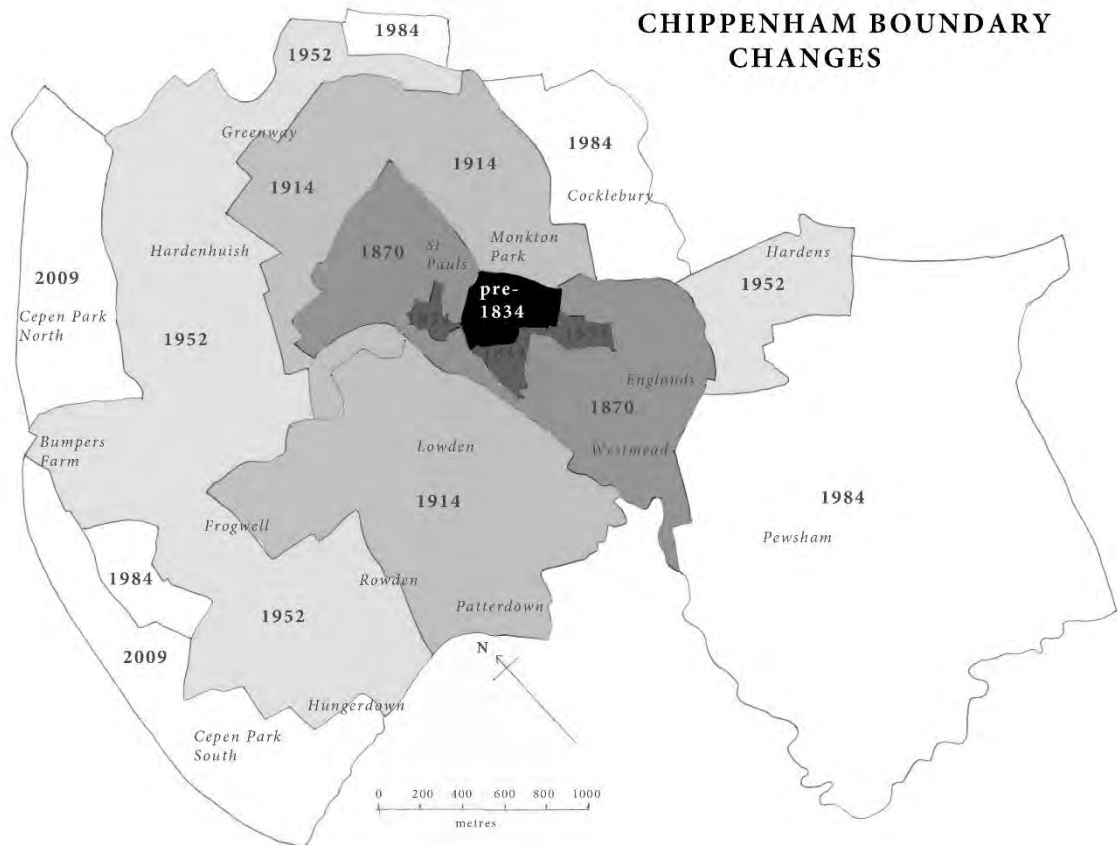 CHIPPENHAM BOUNDARY
CHANGES
1984
1952
Greenway
1984
1914
1914
Cocklebury
Hardenhuish
1870
St
Pauls
Monkton
Park
Hardens
2009
pre-
1834
1952
Cepen Park
North
1952
Englands
1870
Bumpers
Farm
Lowden
Westmead
1914
1984
Frogwell
Pewsham
1984
Rowden
1952
Patterdown
2009
N
Hungerdown
Cepen Park
South
0 200 400 600 800 1000
metres